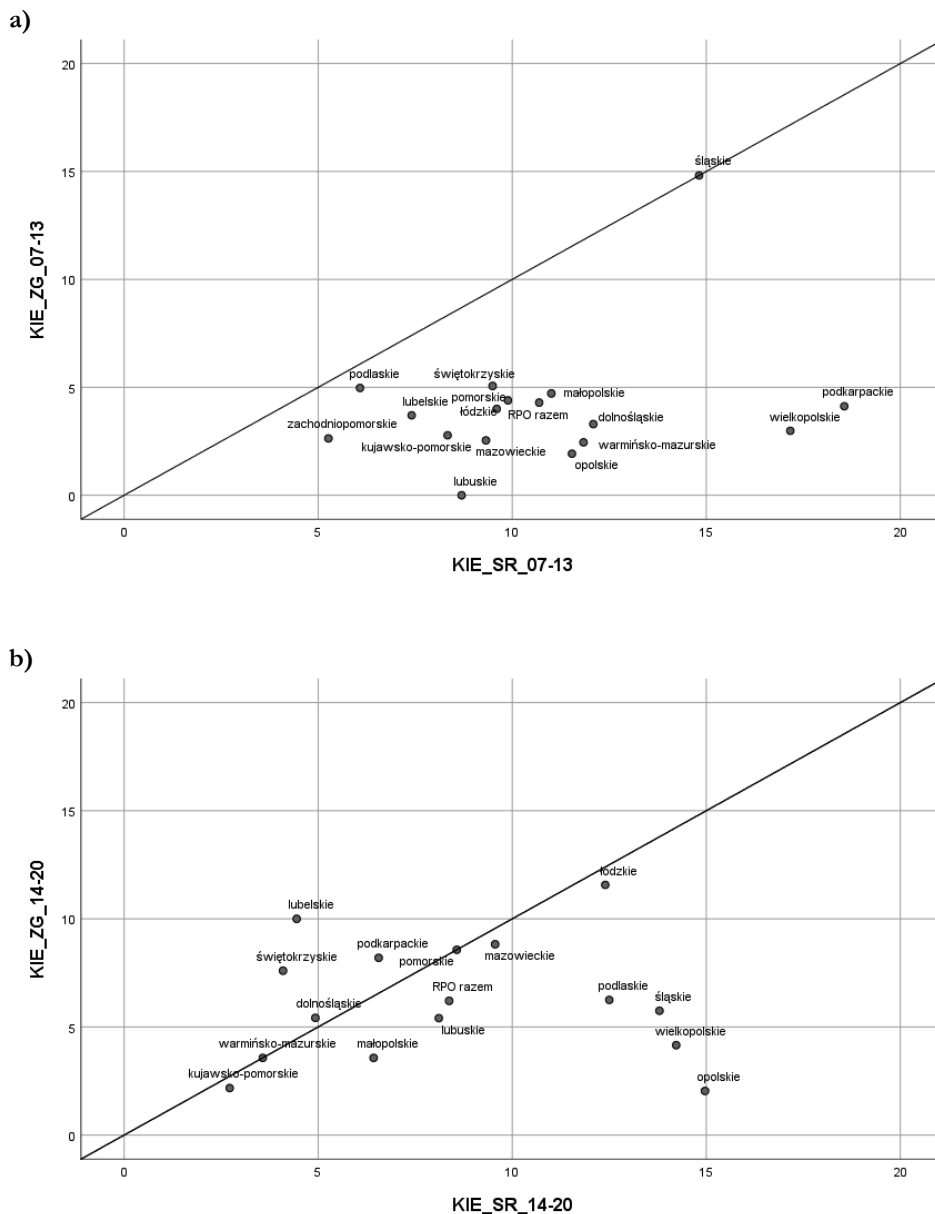 a)
20
śląskie
15
KIE_ZG_07-13
10
podlaskie
świętokrzyskie
pomorskie
małopolskie
podkarpackie
5
lubelskie
łódzkie
RPO razem
dolnośląskie
wielkopolskie
zachodniopomorskie
kujawsko-pomorskie
mazowieckie
warmińsko-mazurskie
opolskie
lubuskie
0
0 5 10 15 20
KIE_SR_07-13
b)
20
15
KIE_ZG_14-20
łódzkie
lubelskie
10
świętokrzyskie
podkarpackie
pomorskie
mazowieckie
RPO razem
podlaskie
śląskie
dolnośląskie
lubuskie
wielkopolskie
5
warmińsko-mazurskie
małopolskie
kujawsko-pomorskie
opolskie
0
0 5 10 15 20
KIE_SR_14-20